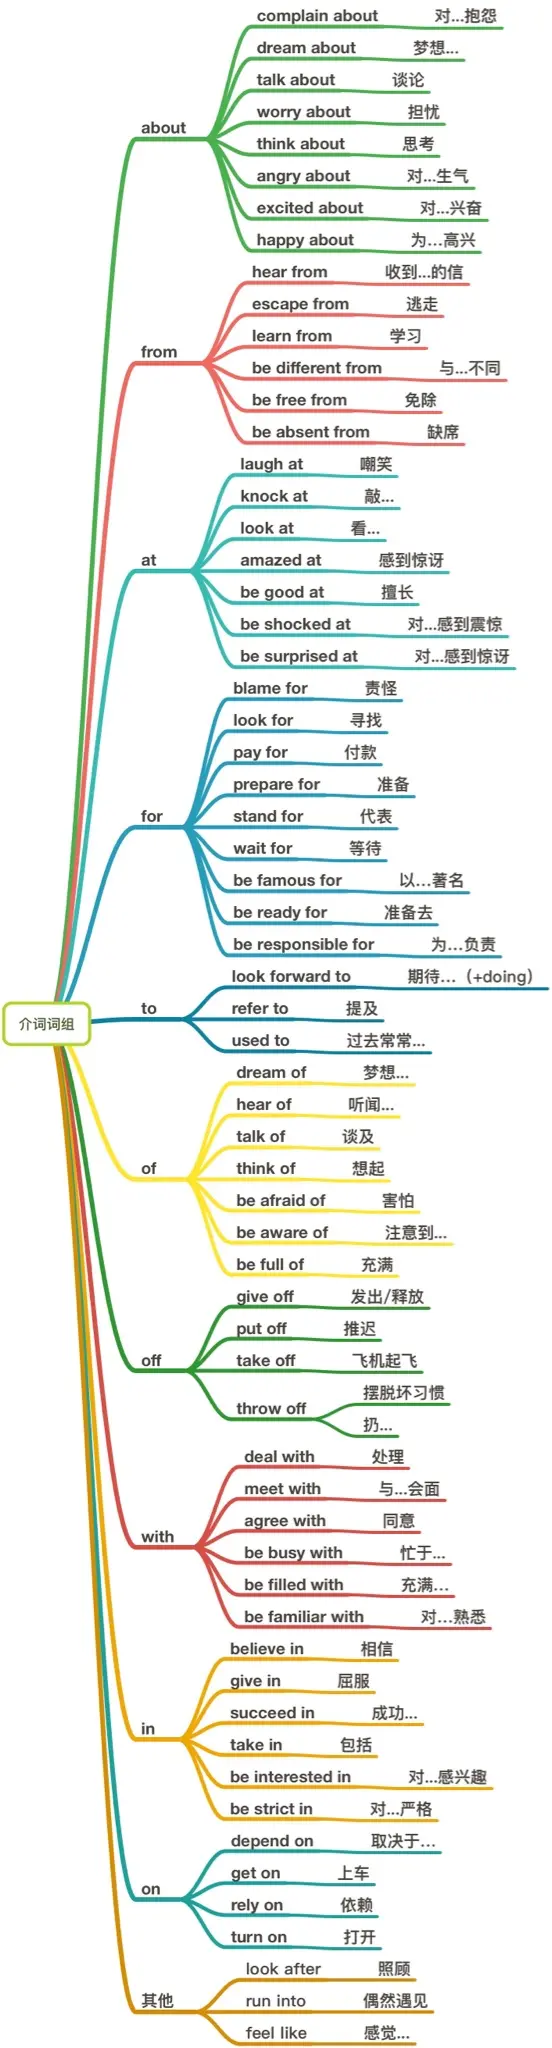 介词词组
about
complain about 对...抱怨
dream about 梦想...
talk about 谈论
worry about 担忧
think about 思考
angry about 对...生气
excited about 对...兴奋
happy about 为...高兴
from
hear from 收到...的信
escape from 逃走
learn from 学习
be different from 与...不同
be free from 免除
be absent from 缺席
at
laugh at 嘲笑
knock at 敲...
look at 看...
amazed at 感到惊讶
be good at 擅长
be shocked at 对...感到震惊
be surprised at 对...感到惊讶
for
blame for 责怪
look for 寻找
pay for 付款
prepare for 准备
stand for 代表
wait for 等待
be famous for 以...著名
be ready for 准备去
be responsible for 为...负责
to
look forward to 期待...（+doing）
refer to 提及
used to 过去常常...
of
dream of 梦想...
hear of 听闻...
talk of 谈及
think of 想起
be afraid of 害怕
be aware of 注意到...
be full of 充满
off
give off 发出/释放
put off 推迟
take off 飞机起飞
throw off 摆脱坏习惯
扔...
with
deal with 处理
meet with 与...会面
agree with 同意
be busy with 忙于...
be filled with 充满...
be familiar with 对...熟悉
in
believe in 相信
give in 屈服
succeed in 成功...
take in 包括
be interested in 对...感兴趣
be strict in 对...严格
on
depend on 取决于...
get on 上车
rely on 依赖
turn on 打开
其他
look after 照顾
run into 偶然遇见
feel like 感觉...